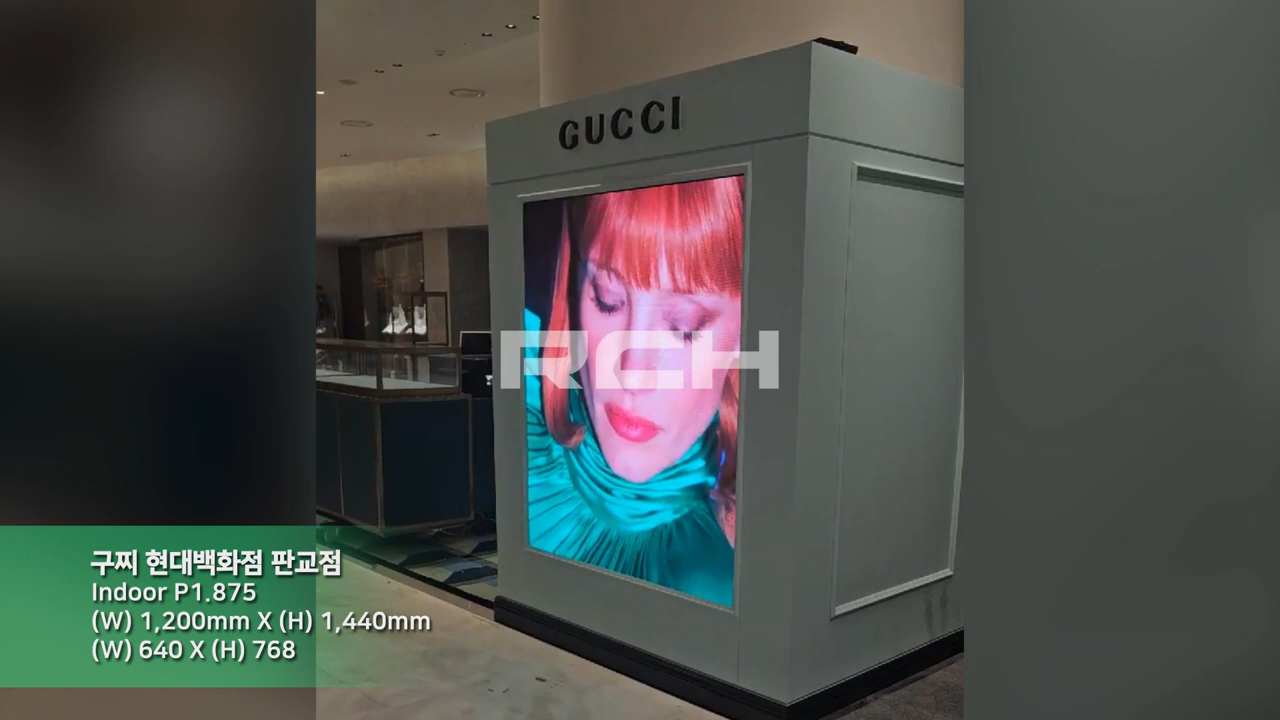 GUCCI
RCH
구찌 현대백화점 판교점
Indoor P1.875
(W) 1,200mm X (H) 1,440mm
(W) 640 X (H) 768